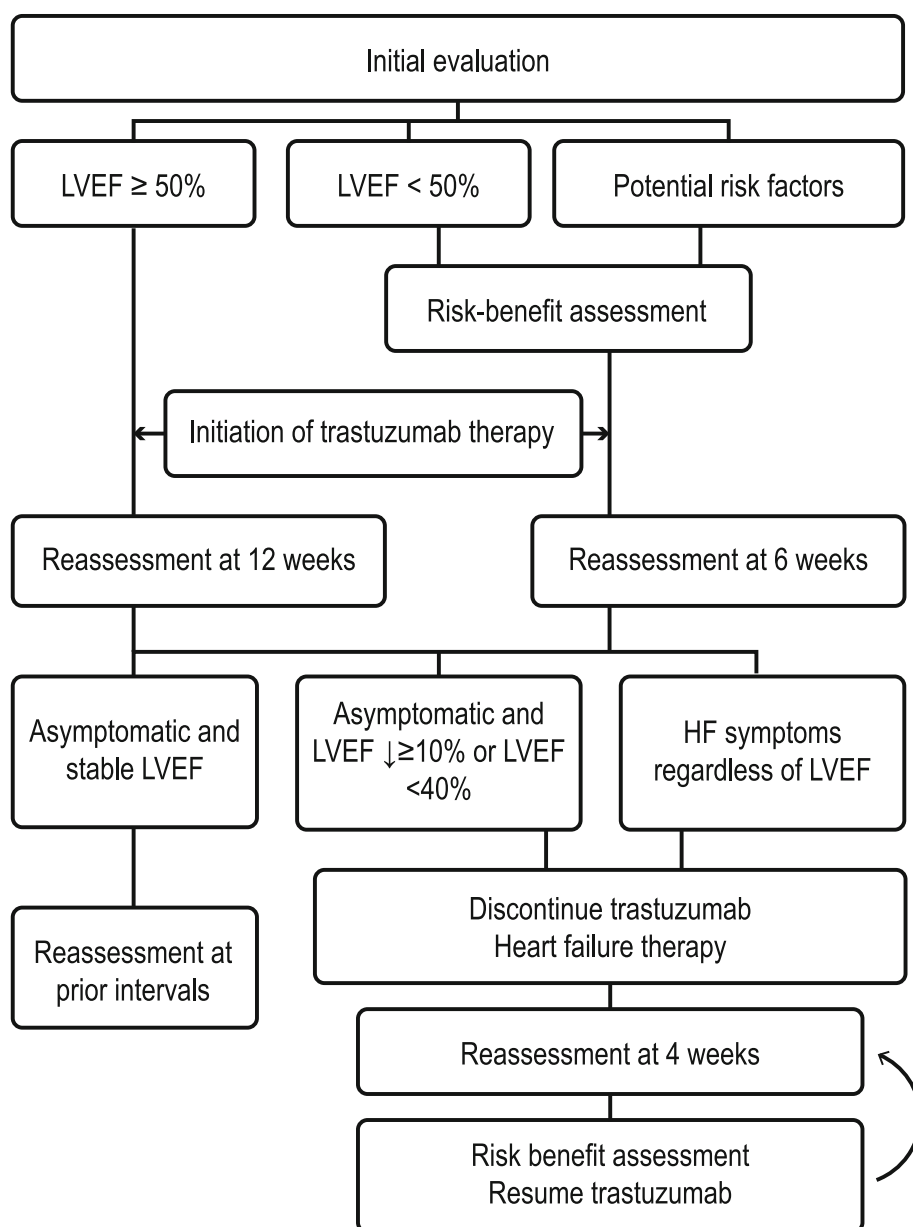 Initial evaluation
LVEF ≥ 50%
LVEF < 50%
Potential risk factors
Risk-benefit assessment
Initiation of trastuzumab therapy
Reassessment at 12 weeks
Reassessment at 6 weeks
Asymptomatic and
stable LVEF
Asymptomatic and
LVEF ↓≥10% or LVEF
<40%
HF symptoms
regardless of LVEF
Reassessment at
prior intervals
Discontinue trastuzumab
Heart failure therapy
Reassessment at 4 weeks
Risk benefit assessment
Resume trastuzumab